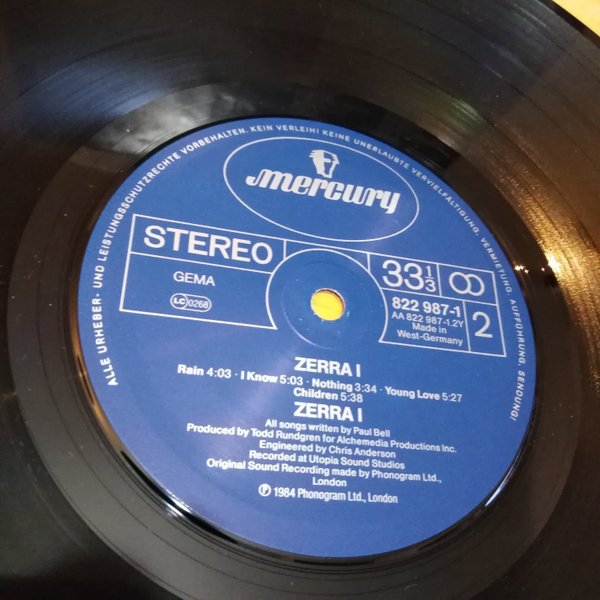 ALLE URHEBER- UND LEISTUNGSSCHUTZRECHTE VORBEHALTEN. KEIN VERLEIH! KEINE UNERLAUBTE VERVIELFÄLTIGUNG, VERMIETUNG, AUFFÜHRUNG, SENDUNG!
mercury
STEREO
33 1/3
GEMA
LC 0268
822 987-1
AA 822 987-1.2Y
Made in
West-Germany
2
ZERRA I
Rain 4:03 · I Know 5:03 · Nothing 3:34 · Young Love 5:27
Children 5:38
ZERRA I
All songs written by Paul Bell
Produced by Todd Rundgren for Alchemedia Productions Inc.
Engineered by Chris Anderson
Recorded at Utopia Sound Studios
Original Sound Recording made by Phonogram Ltd.,
London
℗ 1984 Phonogram Ltd., London